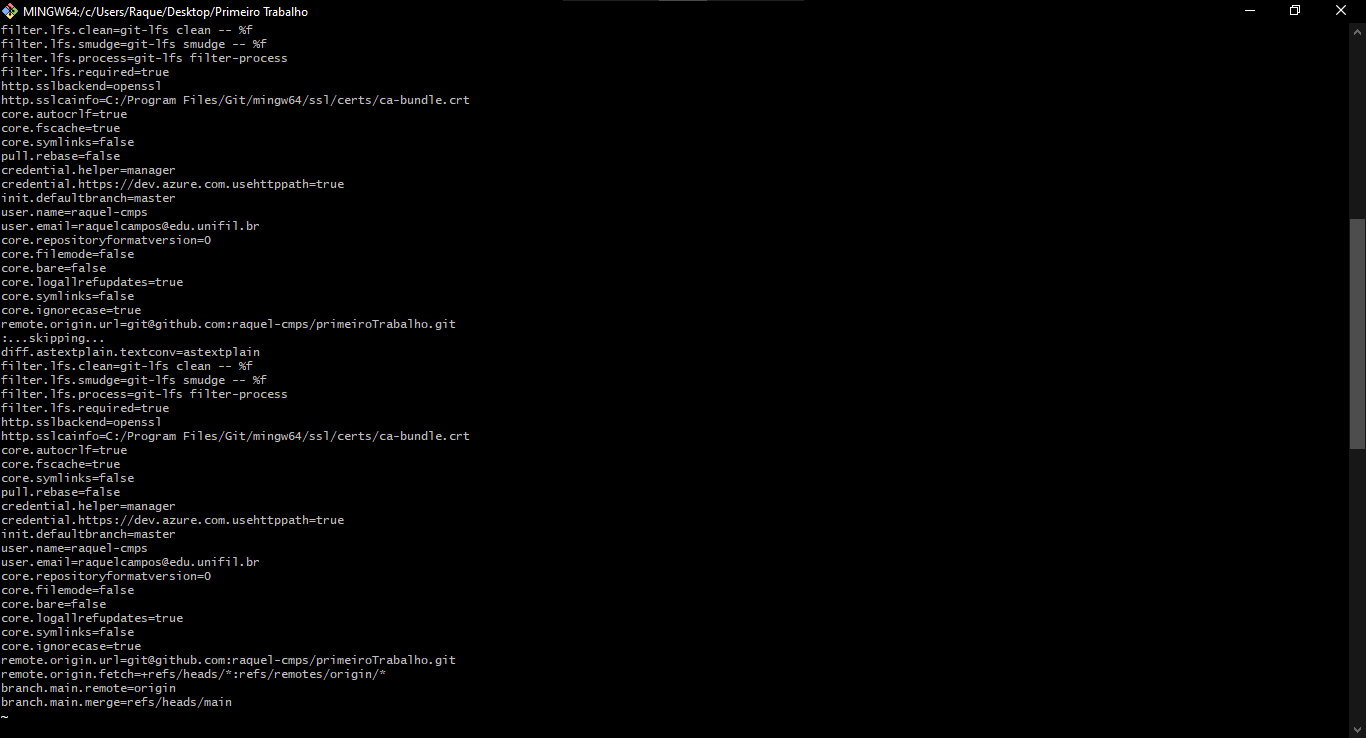 MINGW64:/c/Users/Raque/Desktop/Primeiro Trabalho
filter.lfs.clean=git-lfs clean -- %f
filter.lfs.smudge=git-lfs smudge -- %f
filter.lfs.process=git-lfs filter-process
filter.lfs.required=true
http.sslbackend=openssl
http.sslcainfo=C:/Program Files/Git/mingw64/ssl/certs/ca-bundle.crt
core.autocrlf=true
core.fscache=true
core.symlinks=false
pull.rebase=false
credential.helper=manager
credential.https://dev.azure.com.usehttppath=true
init.defaultbranch=master
user.name=raquel-cmps
user.email=raquelcampos@edu.unifil.br
core.repositoryformatversion=0
core.filemode=false
core.bare=false
core.logallrefupdates=true
core.symlinks=false
core.ignorecase=true
remote.origin.url=git@github.com:raquel-cmps/primeiroTrabalho.git
:...skipping...
diff.astextplain.textconv=astextplain
filter.lfs.clean=git-lfs clean -- %f
filter.lfs.smudge=git-lfs smudge -- %f
filter.lfs.process=git-lfs filter-process
filter.lfs.required=true
http.sslbackend=openssl
http.sslcainfo=C:/Program Files/Git/mingw64/ssl/certs/ca-bundle.crt
core.autocrlf=true
core.fscache=true
core.symlinks=false
pull.rebase=false
credential.helper=manager
credential.https://dev.azure.com.usehttppath=true
init.defaultbranch=master
user.name=raquel-cmps
user.email=raquelcampos@edu.unifil.br
core.repositoryformatversion=0
core.filemode=false
core.bare=false
core.logallrefupdates=true
core.symlinks=false
core.ignorecase=true
remote.origin.url=git@github.com:raquel-cmps/primeiroTrabalho.git
remote.origin.fetch=+refs/heads/*:refs/remotes/origin/*
branch.main.remote=origin
branch.main.merge=refs/heads/main
~